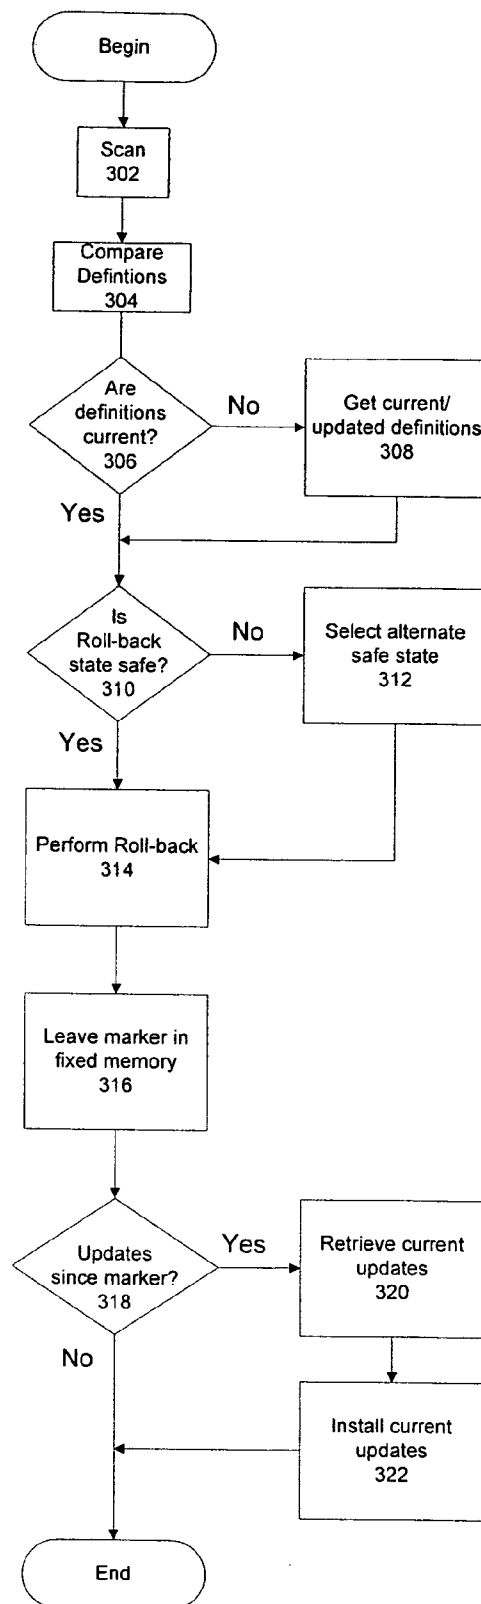 Begin
Scan
302
Compare
Defintions
304
Are
definitions
current?
306
No
Get current/
updated definitions
308
Yes
Is
Roll-back
state safe?
310
No
Select alternate
safe state
312
Yes
Perform Roll-back
314
Leave marker in
fixed memory
316
Updates
since marker?
318
Yes
Retrieve current
updates
320
No
Install current
updates
322
End